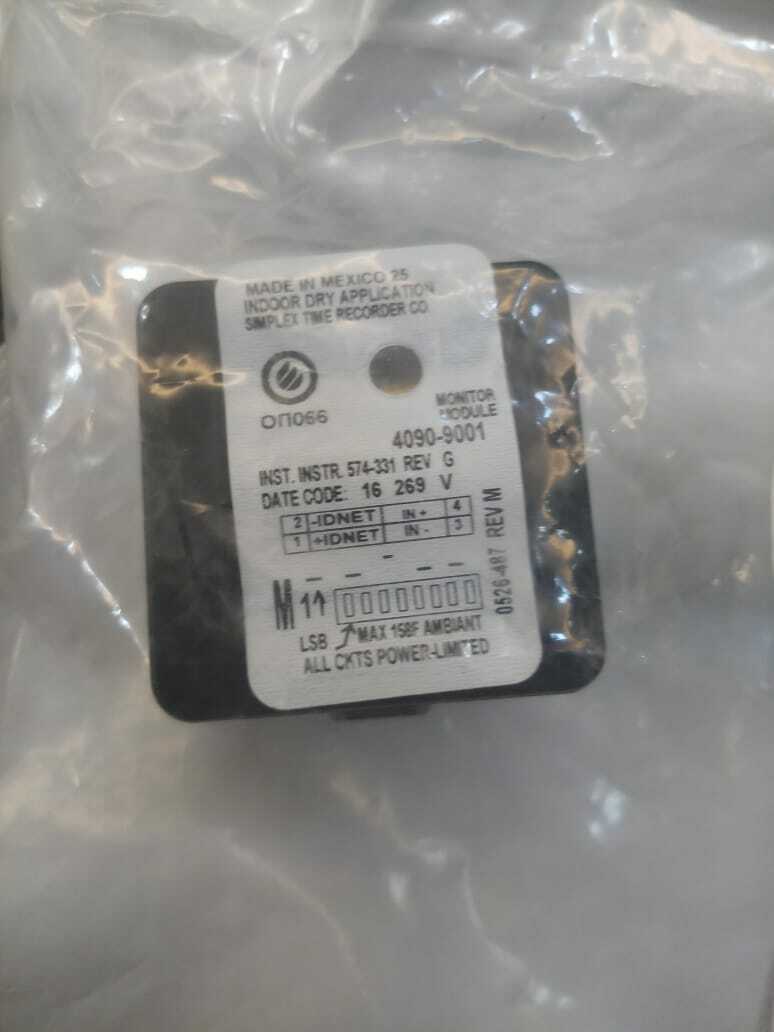 MADE IN MEXICO 25
INDOOR DRY APPLICATION
SIMPLEX TIME RECORDER CO.
ОП066
MONITOR
MODULE
4090-9001
INST. INSTR. 574-331 REV G
DATE CODE: 16 269 V
2 -IDNET IN + 4
1 +IDNET IN - 3
M 1
LSB MAX 158F AMBIANT
ALL CKTS POWER-LIMITED
0526-487 REV M